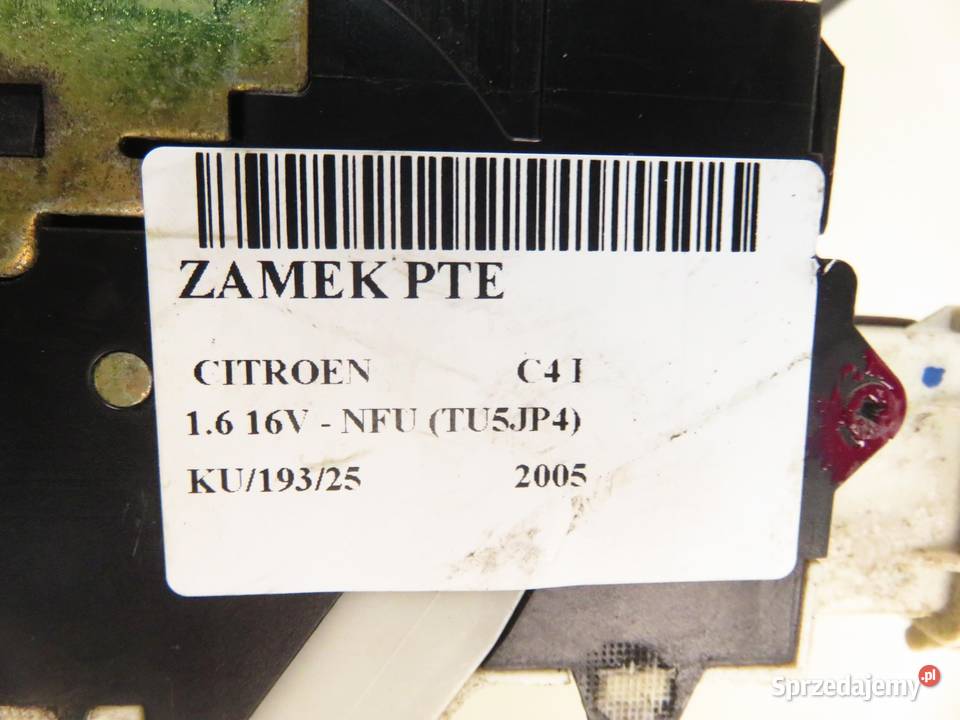 ZAMEK PTE
CITROEN C4 I
1.6 16V - NFU (TU5JP4)
KU/193/25 2005
Sprzedajemy.pl